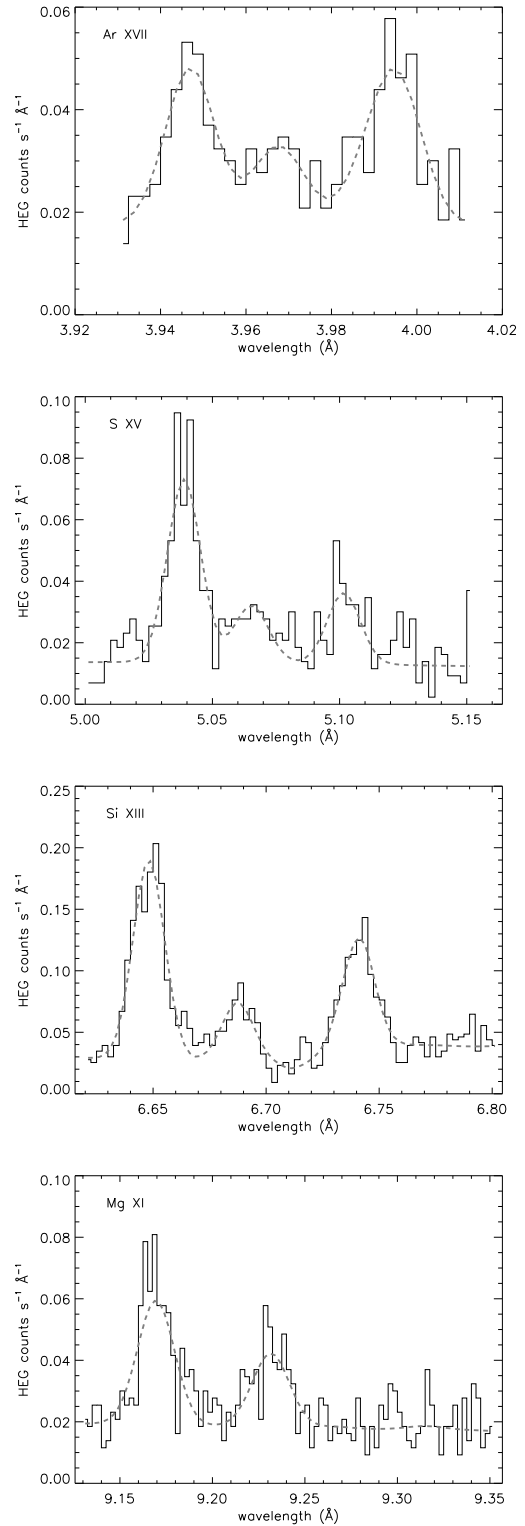 Ar XVII
0.06
0.04
0.02
0.00
HEG counts s⁻¹ Å⁻¹
3.92 3.94 3.96 3.98 4.00 4.02
wavelength (Å)
S XV
0.10
0.08
0.06
0.04
0.02
0.00
HEG counts s⁻¹ Å⁻¹
5.00 5.05 5.10 5.15
wavelength (Å)
Si XIII
0.25
0.20
0.15
0.10
0.05
0.00
HEG counts s⁻¹ Å⁻¹
6.65 6.70 6.75 6.80
wavelength (Å)
Mg XI
0.10
0.08
0.06
0.04
0.02
0.00
HEG counts s⁻¹ Å⁻¹
9.15 9.20 9.25 9.30 9.35
wavelength (Å)